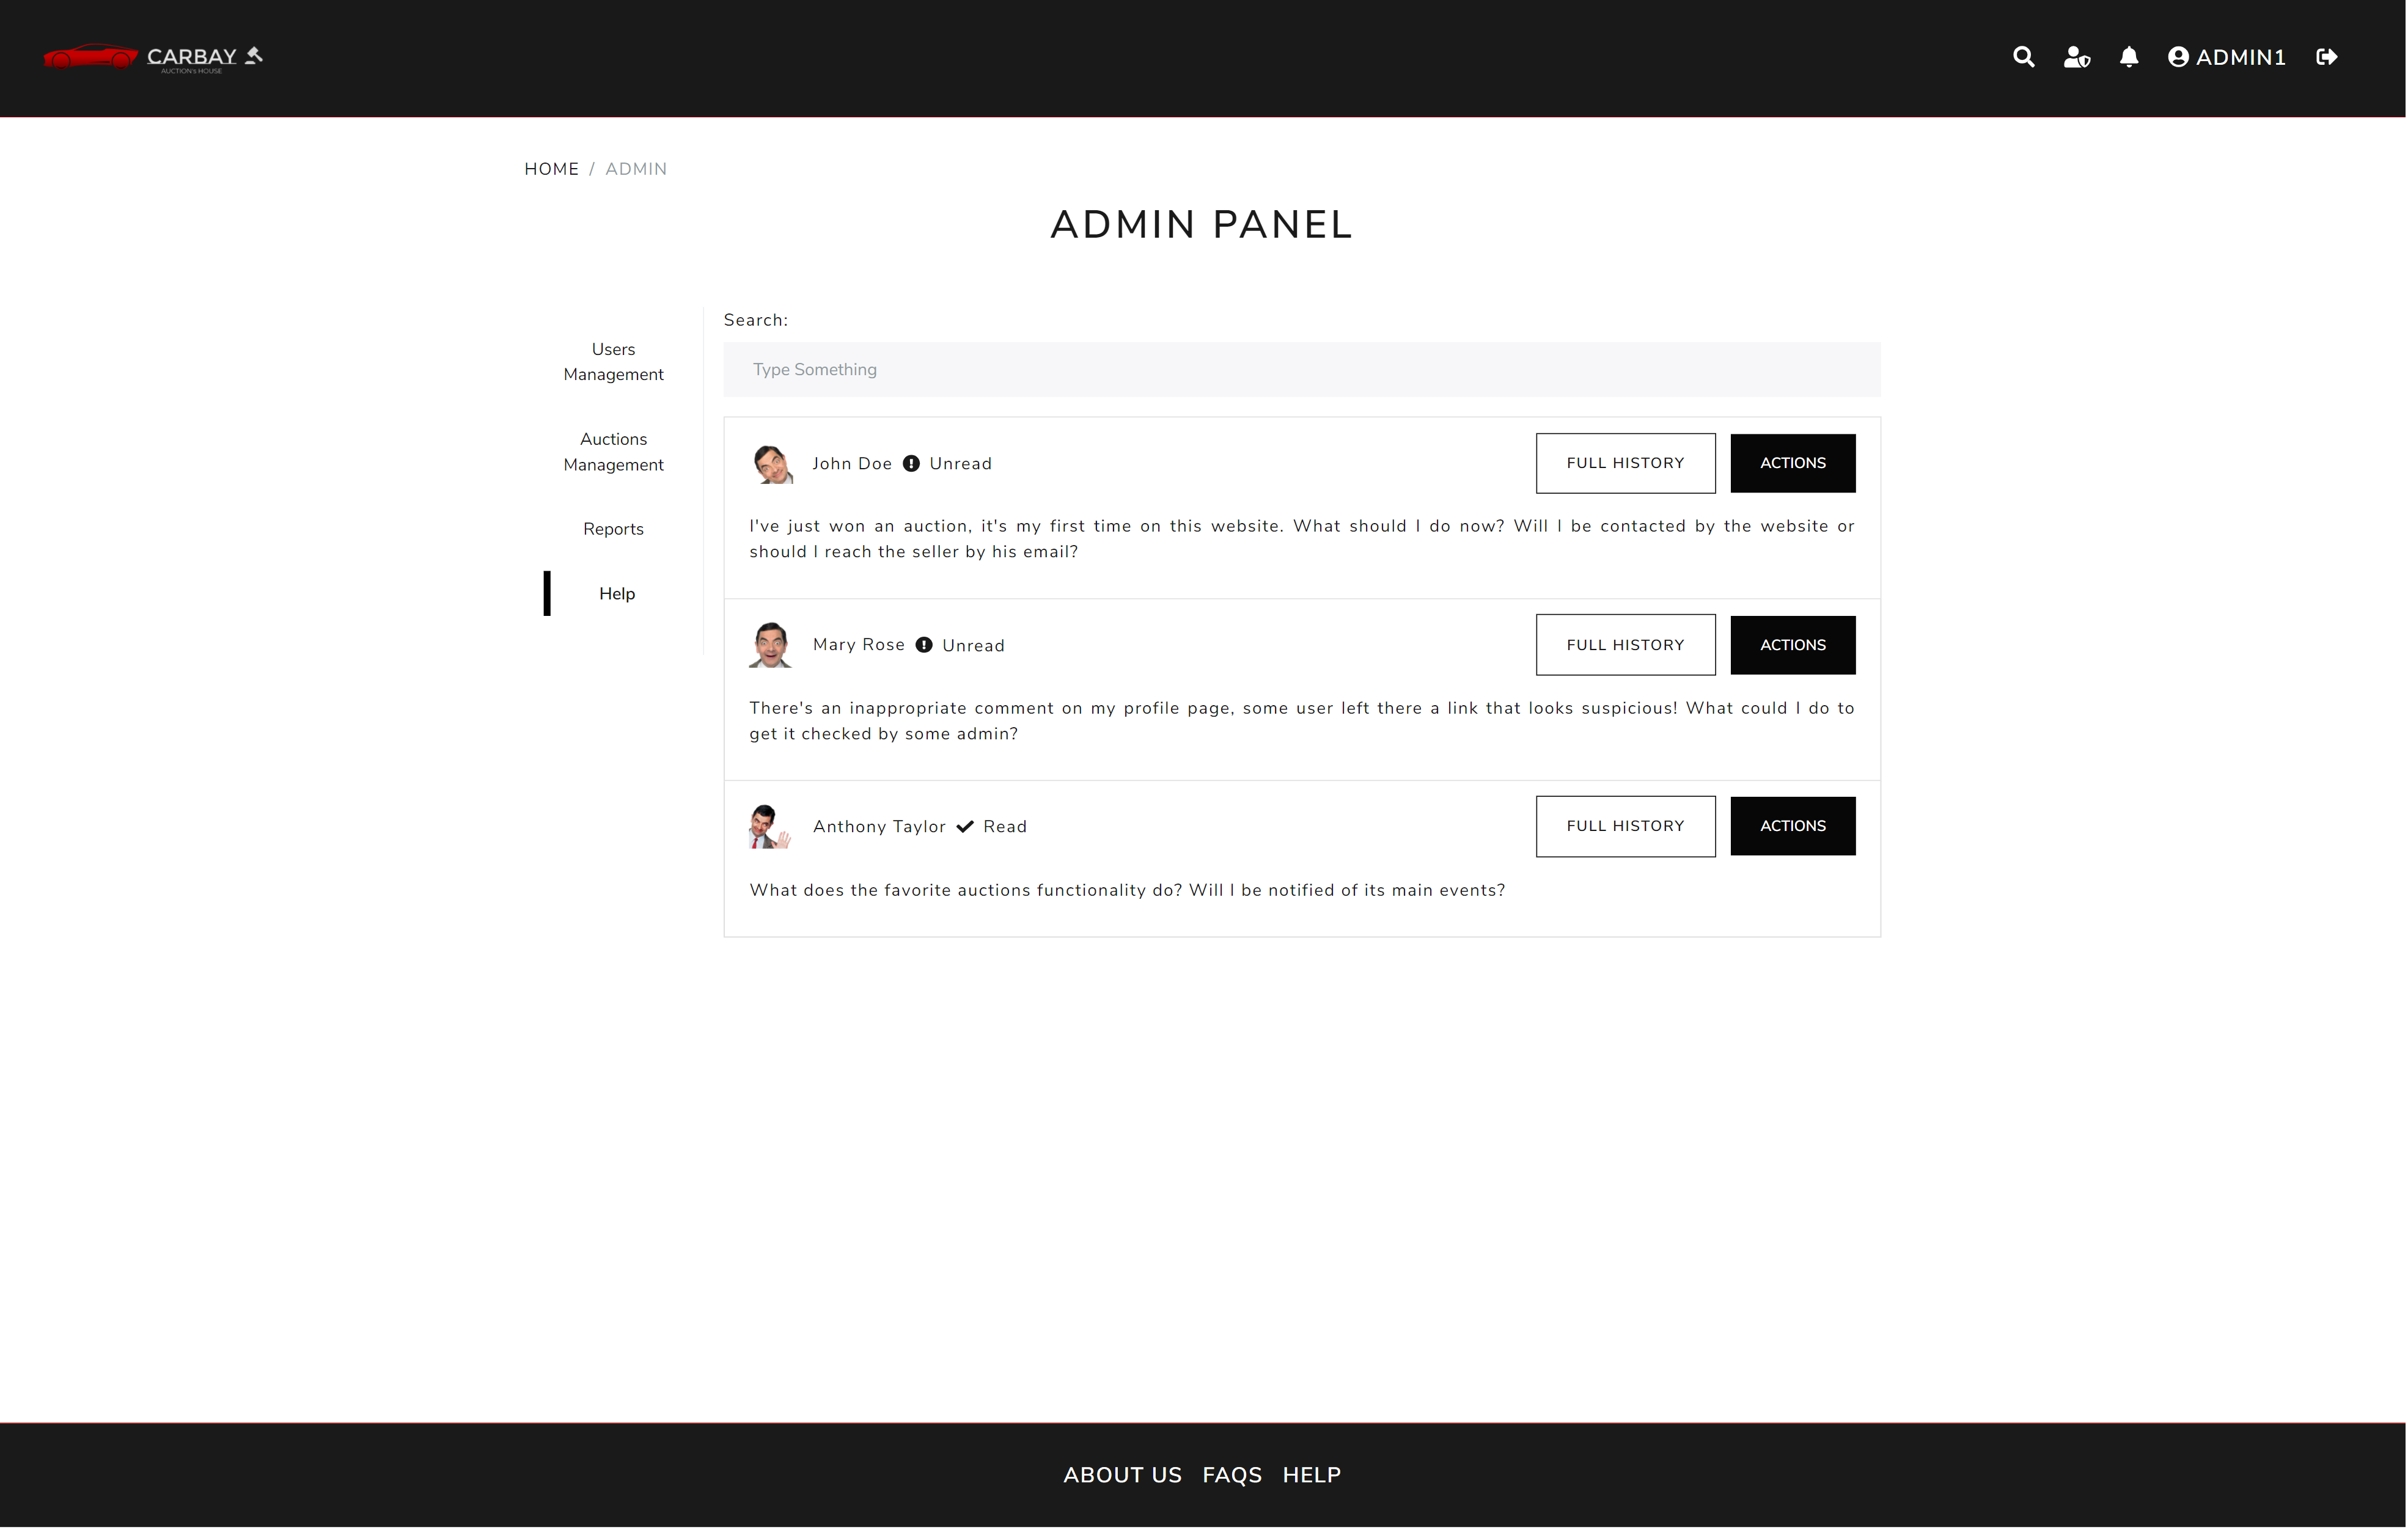 CARBAY
AUCTION's HOUSE
ADMIN1
HOME / ADMIN
ADMIN PANEL
Users
Management
Auctions
Management
Reports
Help
Search:
Type Something
John Doe Unread
FULL HISTORY
ACTIONS
I've just won an auction, it's my first time on this website. What should I do now? Will I be contacted by the website or
should I reach the seller by his email?
Mary Rose Unread
FULL HISTORY
ACTIONS
There's an inappropriate comment on my profile page, some user left there a link that looks suspicious! What could I do to
get it checked by some admin?
Anthony Taylor Read
FULL HISTORY
ACTIONS
What does the favorite auctions functionality do? Will I be notified of its main events?
ABOUT US FAQS HELP